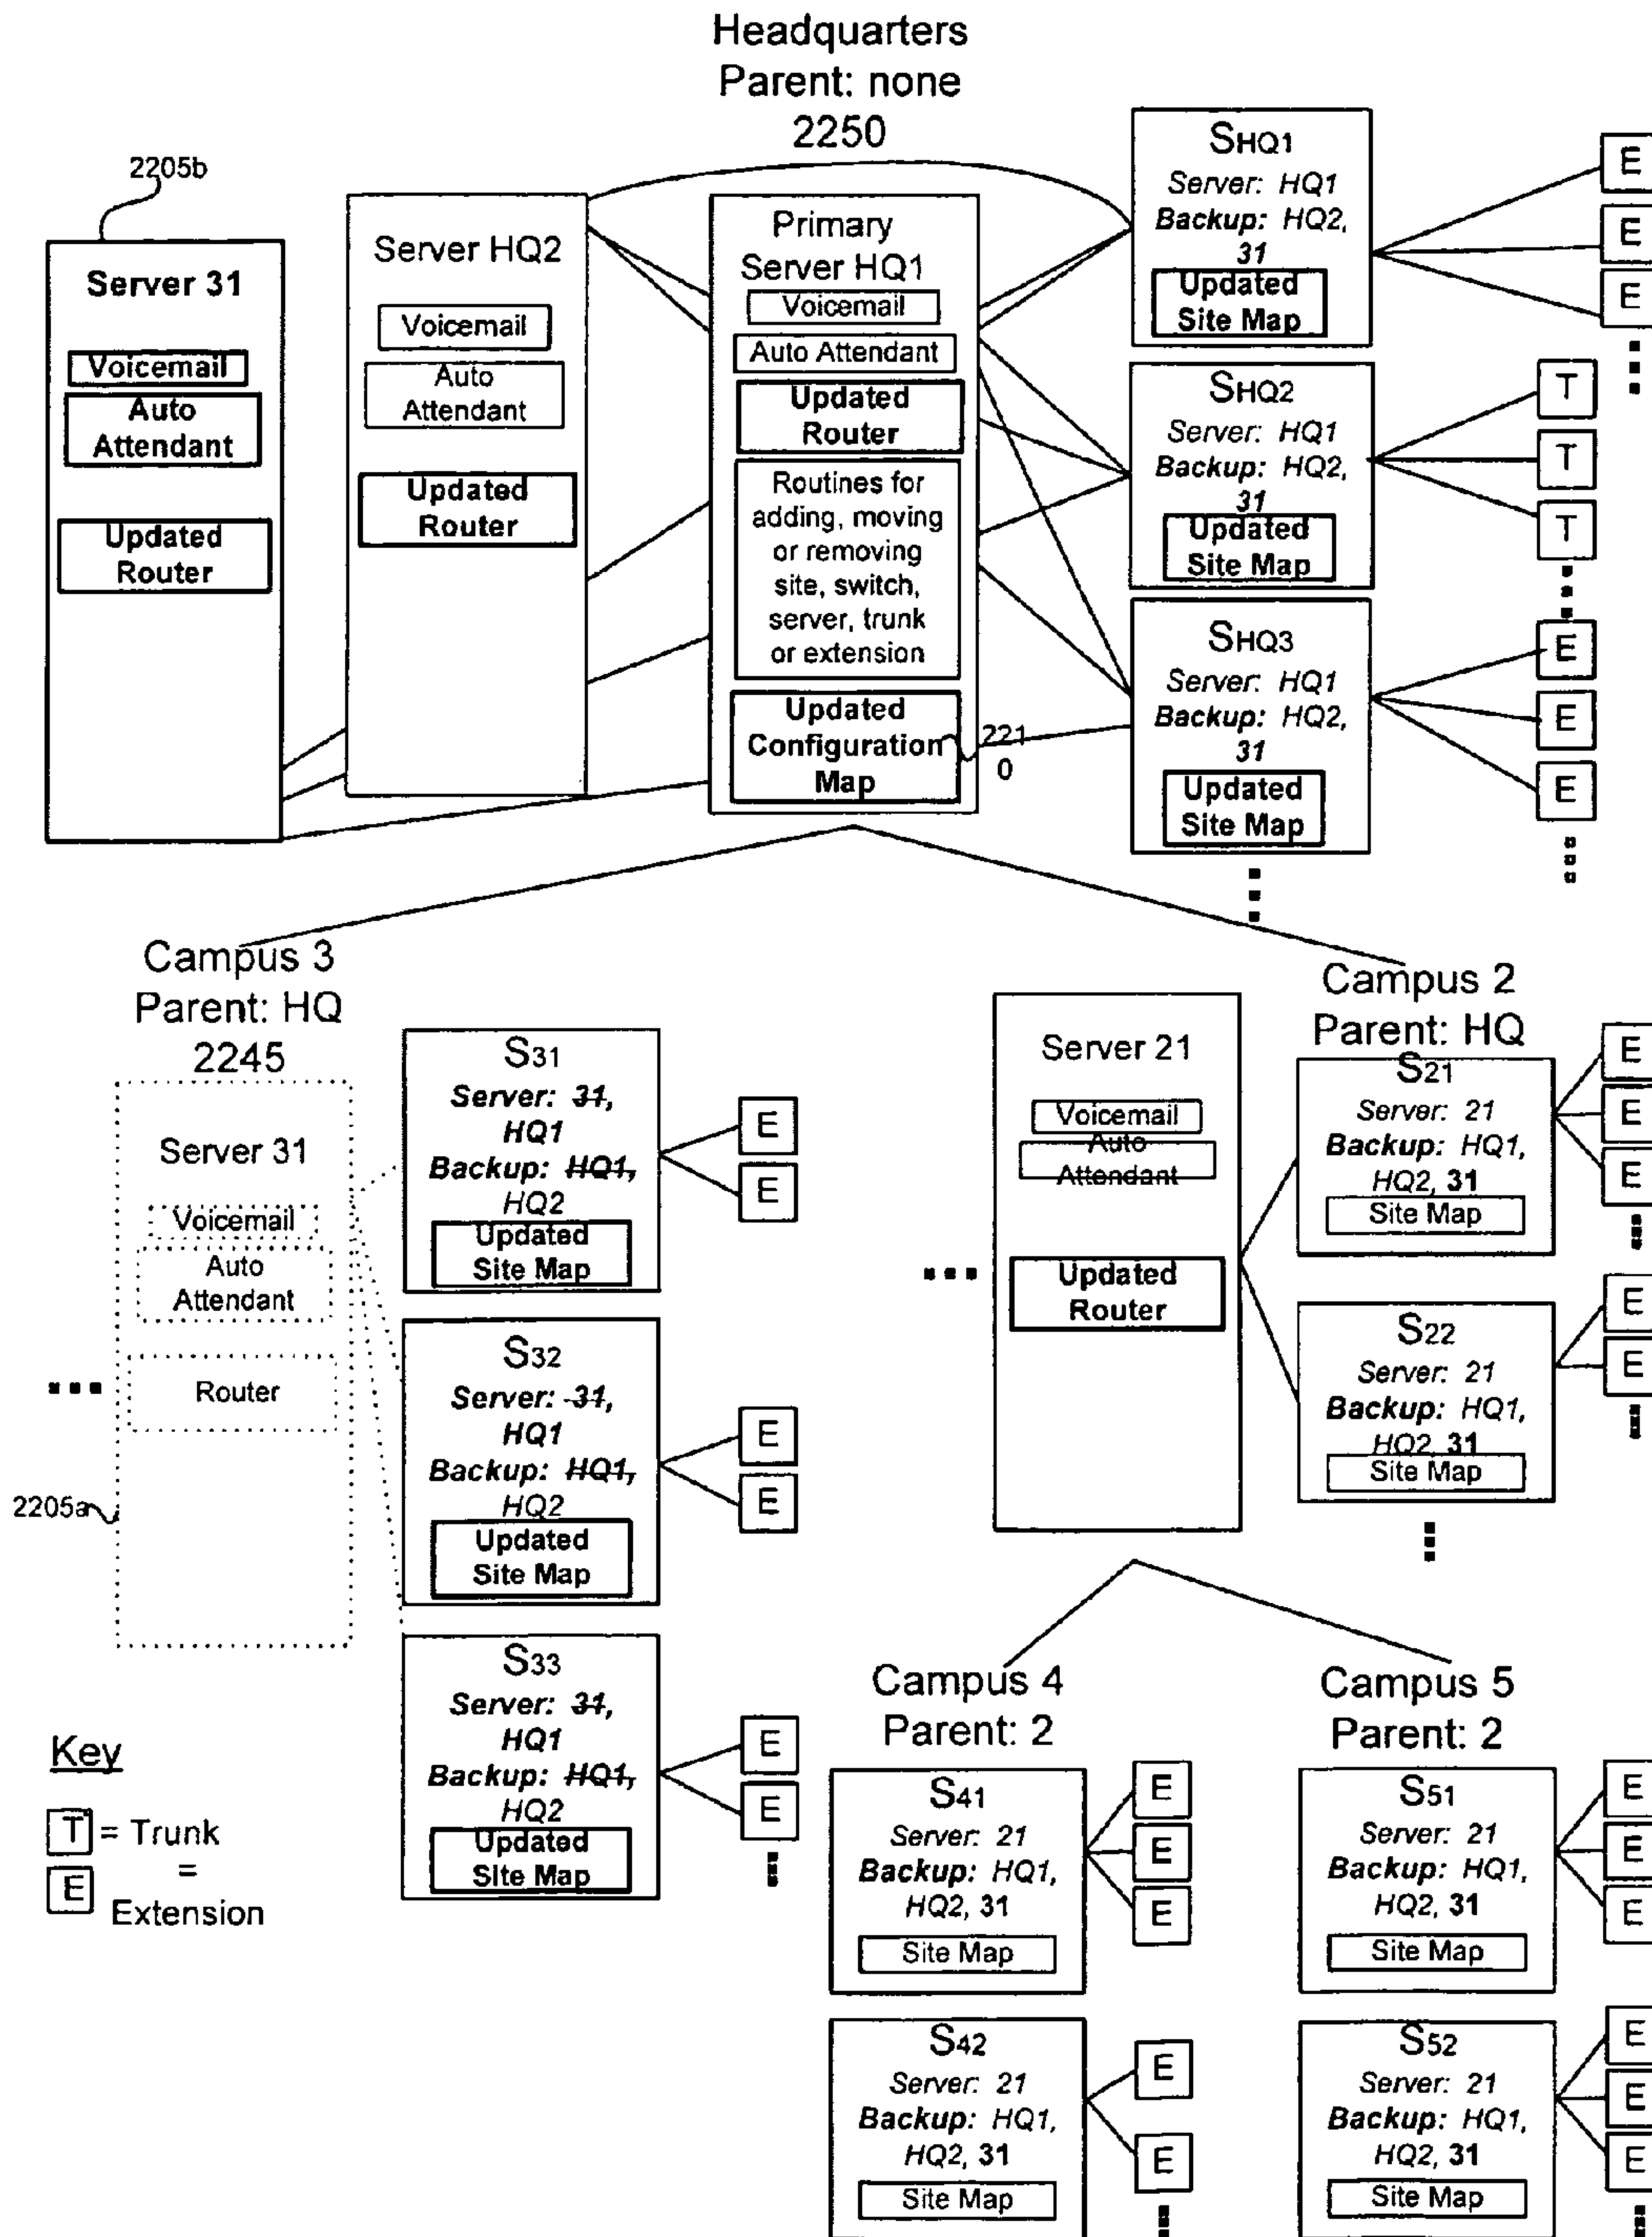 Headquarters
Parent: none
2250
2205b
Server 31
Voicemail
Auto
Attendant
Updated
Router
Server HQ2
Voicemail
Auto
Attendant
Updated
Router
Primary
Server HQ1
Voicemail
Auto Attendant
Updated
Router
Routines for
adding, moving
or removing
site, switch,
server, trunk
or extension
Updated
Configuration
Map
221
0
SHQ1
Server: HQ1
Backup: HQ2,
31
Updated
Site Map
E
E
E
SHQ2
Server: HQ1
Backup: HQ2,
31
Updated
Site Map
T
T
T
SHQ3
Server: HQ1
Backup: HQ2,
31
Updated
Site Map
E
E
E
Campus 3
Parent: HQ
2245
Server 31
Voicemail
Auto
Attendant
Router
2205a
S31
Server: 31,
HQ1
Backup: HQ1,
HQ2
Updated
Site Map
E
E
S32
Server: 31,
HQ1
Backup: HQ1,
HQ2
Updated
Site Map
E
E
S33
Server: 31,
HQ1
Backup: HQ1,
HQ2
Updated
Site Map
E
E
Campus 2
Parent: HQ
Server 21
Voicemail
Auto
Attendant
Updated
Router
S21
Server: 21
Backup: HQ1,
HQ2, 31
Site Map
E
E
E
S22
Server: 21
Backup: HQ1,
HQ2, 31
Site Map
E
E
Campus 4
Parent: 2
S41
Server: 21
Backup: HQ1,
HQ2, 31
Site Map
E
E
E
S42
Server: 21
Backup: HQ1,
HQ2, 31
Site Map
E
E
Campus 5
Parent: 2
S51
Server: 21
Backup: HQ1,
HQ2, 31
Site Map
E
E
E
S52
Server: 21
Backup: HQ1,
HQ2, 31
Site Map
E
E
E
Key
T = Trunk
=
E
Extension